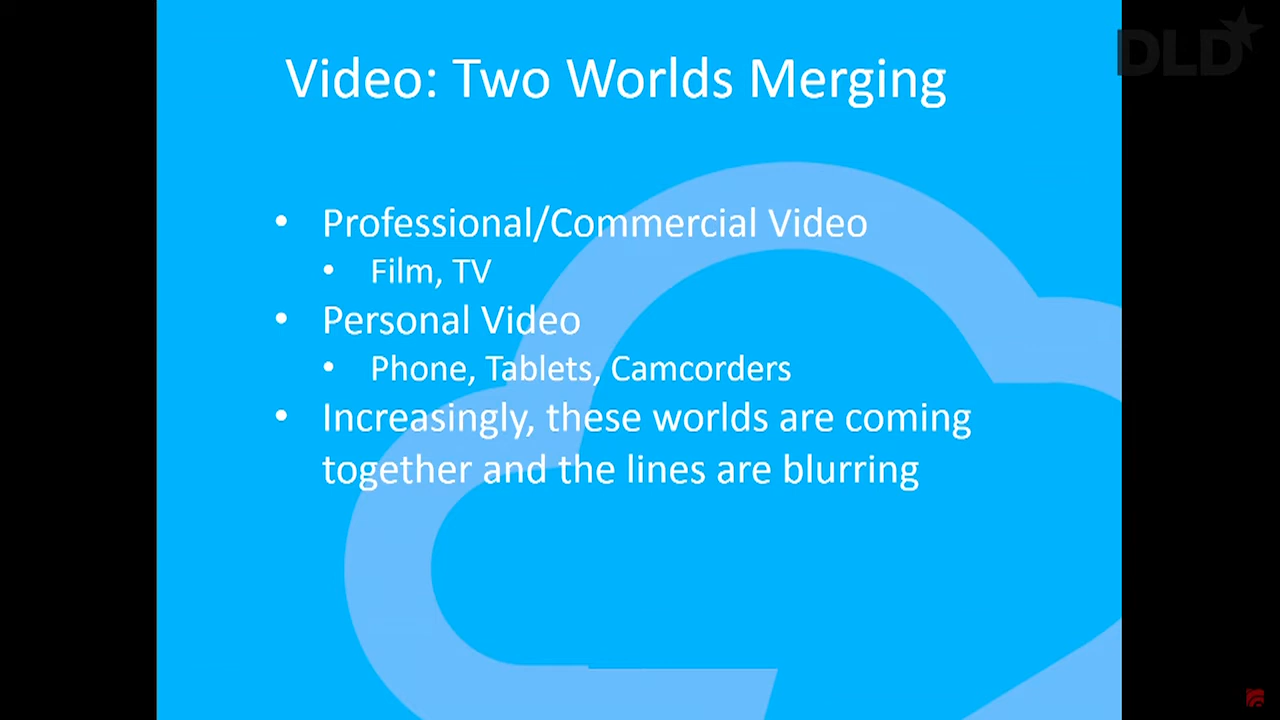 DLD
Video: Two Worlds Merging
• Professional/Commercial Video
• Film, TV
• Personal Video
• Phone, Tablets, Camcorders
• Increasingly, these worlds are coming
together and the lines are blurring